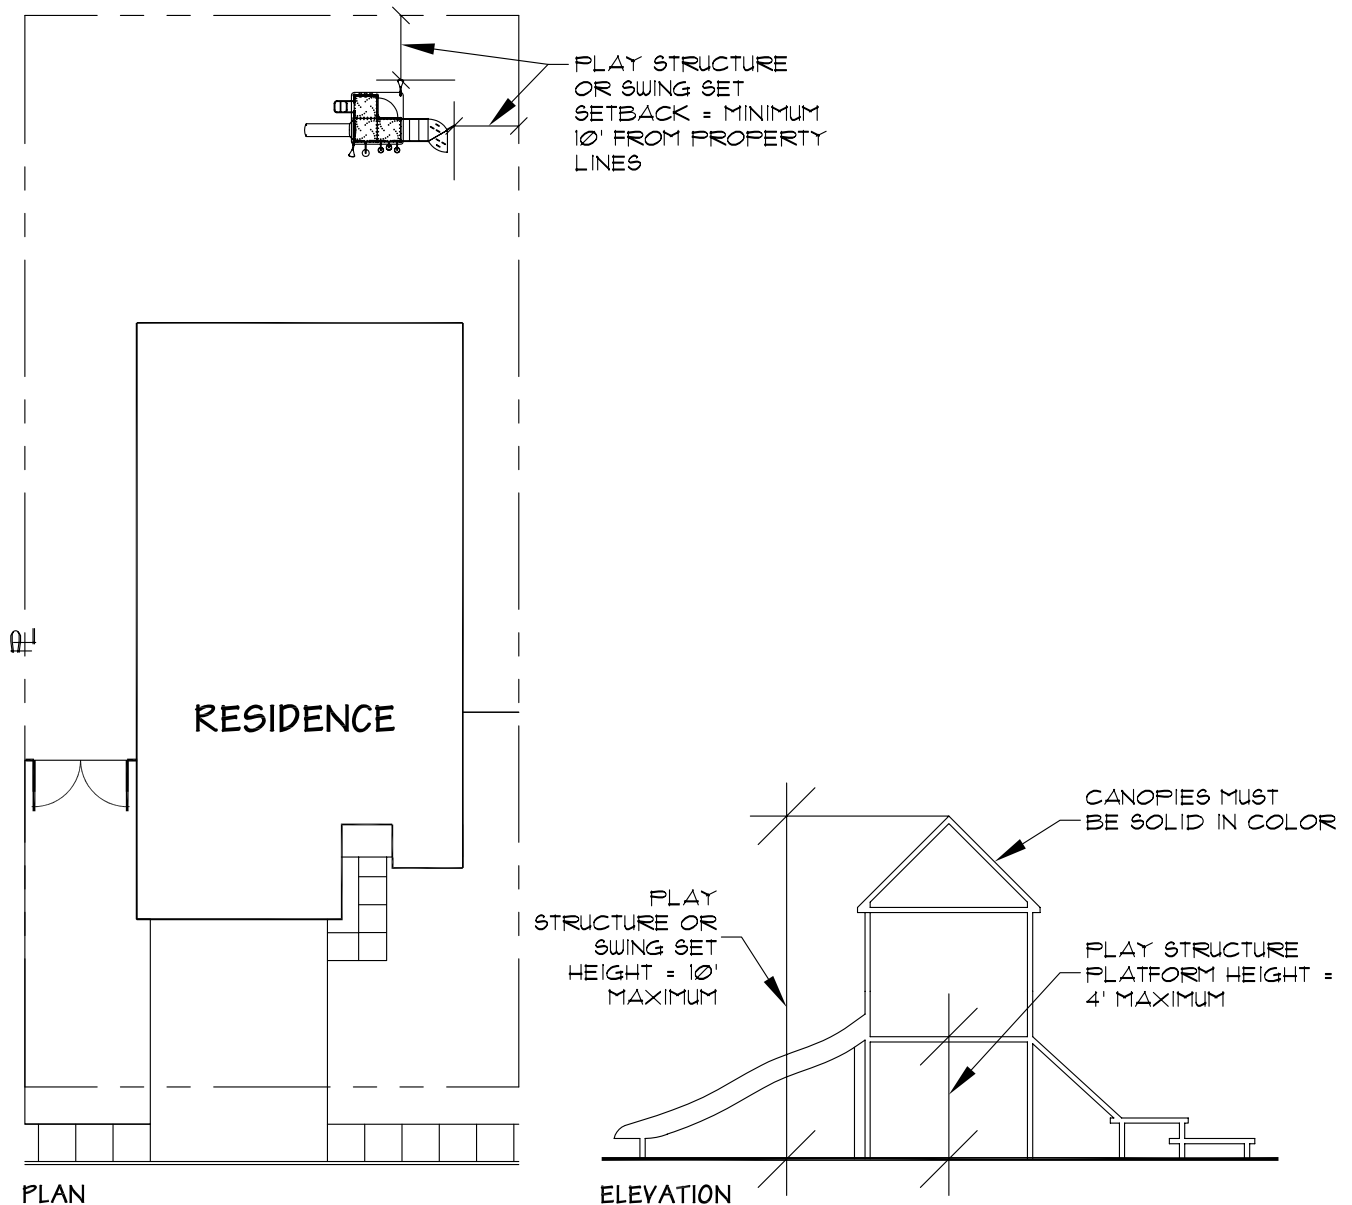 PLAY STRUCTURE
OR SWING SET
SETBACK = MINIMUM
10' FROM PROPERTY
LINES
PL
RESIDENCE
CANOPIES MUST
BE SOLID IN COLOR
PLAY
STRUCTURE OR
SWING SET
HEIGHT = 10'
MAXIMUM
PLAY STRUCTURE
PLATFORM HEIGHT =
4' MAXIMUM
PLAN
ELEVATION